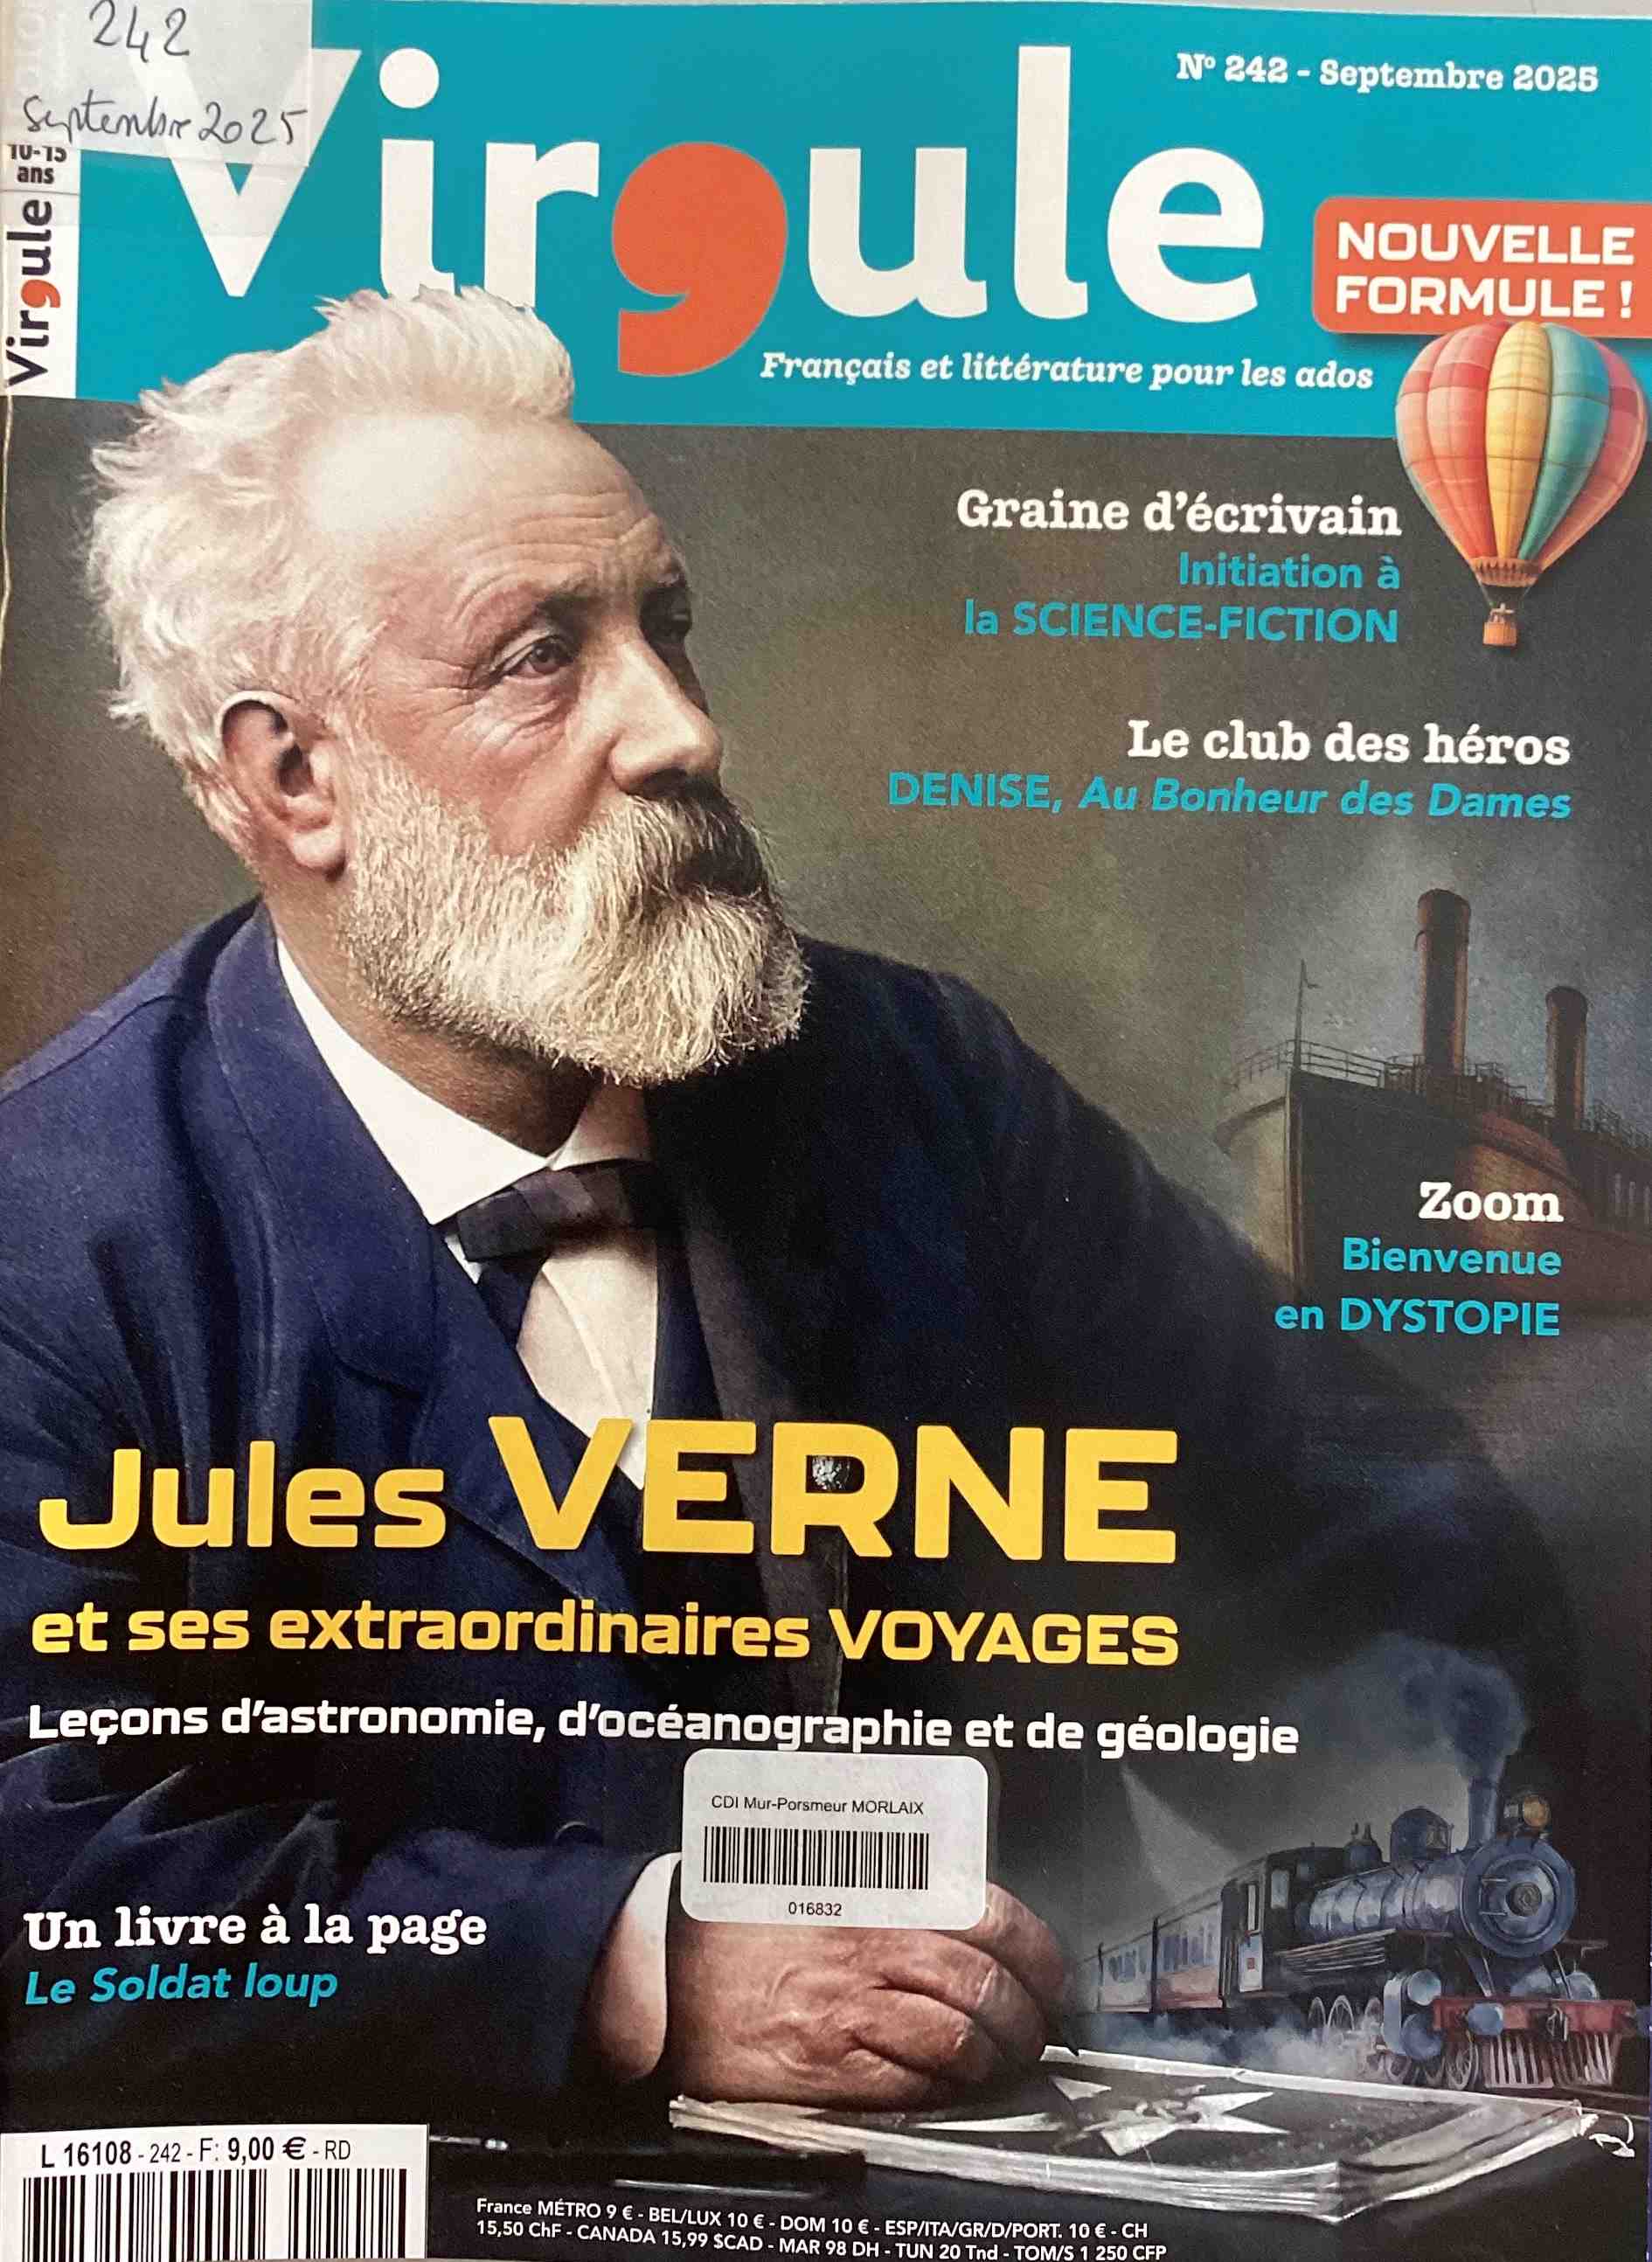 242
Septembre 2025
10-15
ans
Virgule
Virgule
Nº 242 - Septembre 2025
NOUVELLE
FORMULE !
Français et littérature pour les ados
Graine d'écrivain
Initiation à
la SCIENCE-FICTION
Le club des héros
DENISE, Au Bonheur des Dames
Zoom
Bienvenue
en DYSTOPIE
Jules VERNE
et ses extraordinaires VOYAGES
Leçons d'astronomie, d'océanographie et de géologie
CDI Mur-Porsmeur MORLAIX
016832
Un livre à la page
Le Soldat loup
L 16108 - 242 - F: 9,00 € - RD
France MÉTRO 9 € - BEL/LUX 10 € - DOM 10 € - ESP/ITA/GR/D/PORT. 10 € - CH
15,50 ChF - CANADA 15,99 $CAD - MAR 98 DH - TUN 20 Tnd - TOM/S 1 250 CFP